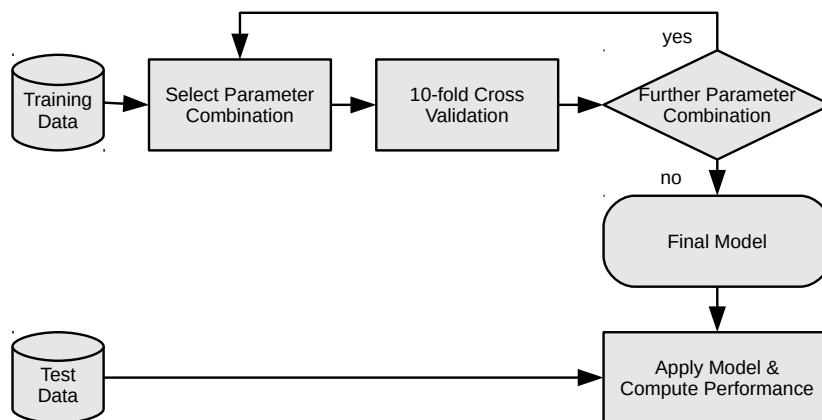 yes
Training
Data
Select Parameter
Combination
10-fold Cross
Validation
Further Parameter
Combination
no
Final Model
Test
Data
Apply Model &
Compute Performance